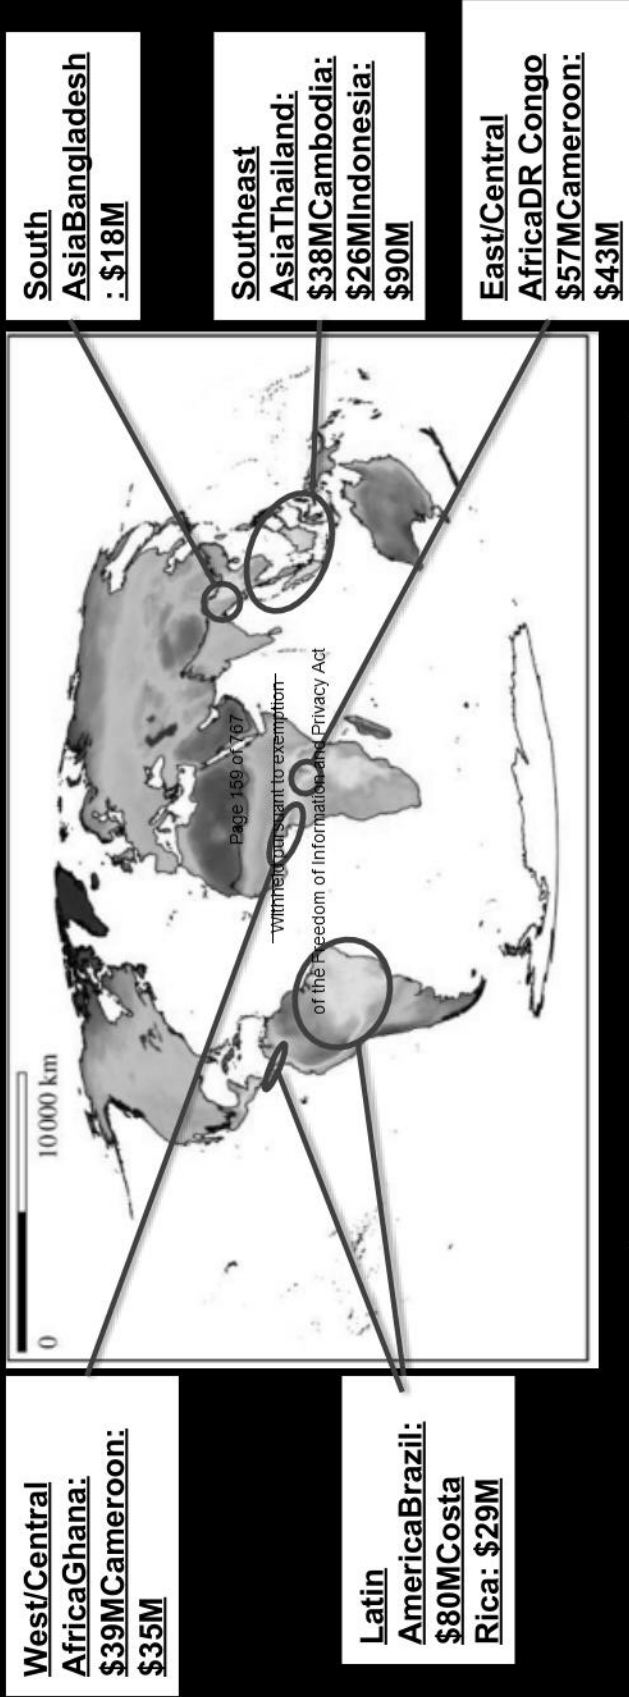 West/Central
AfricaGhana:
$39MCameroon:
$35M
South
AsiaBangladesh
: $18M
0
10 000 km
Page 159 of 767
Withheld pursuant to exemption
of the Freedom of Information and Privacy Act
Southeast
AsiaThailand:
$38MCambodia:
$26MIndonesia:
$90M
Latin
AmericaBrazil:
$80MCosta
Rica: $29M
East/Central
AfricaDR Congo
$57MCameroon:
$43M